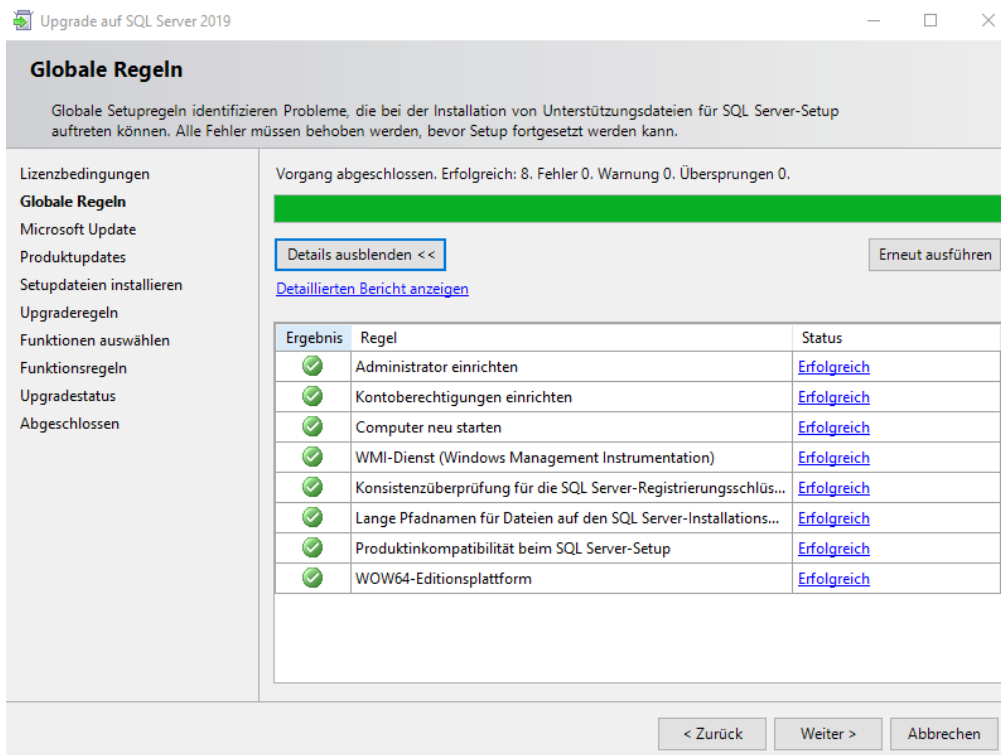 Upgrade auf SQL Server 2019
Globale Regeln
Globale Setupregeln identifizieren Probleme, die bei der Installation von Unterstützungsdateien für SQL Server-Setup
auftreten können. Alle Fehler müssen behoben werden, bevor Setup fortgesetzt werden kann.
Lizenzbedingungen
Globale Regeln
Microsoft Update
Produktupdates
Setupdateien installieren
Upgraderegeln
Funktionen auswählen
Funktionsregeln
Upgradestatus
Abgeschlossen
Vorgang abgeschlossen. Erfolgreich: 8. Fehler 0. Warnung 0. Übersprungen 0.
Details ausblenden << Erneut ausführen
Detaillierten Bericht anzeigen
Ergebnis Regel Status
Administrator einrichten Erfolgreich
Kontoberechtigungen einrichten Erfolgreich
Computer neu starten Erfolgreich
WMI-Dienst (Windows Management Instrumentation) Erfolgreich
Konsistenzüberprüfung für die SQL Server-Registrierungsschlüs... Erfolgreich
Lange Pfadnamen für Dateien auf den SQL Server-Installations... Erfolgreich
Produktinkompatibilität beim SQL Server-Setup Erfolgreich
WOW64-Editionsplattform Erfolgreich
< Zurück Weiter > Abbrechen